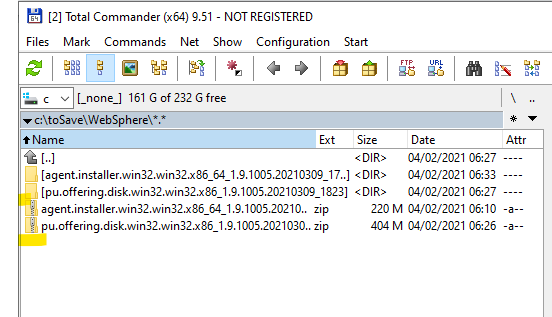 [2] Total Commander (x64) 9.51 - NOT REGISTERED
Files Mark Commands Net Show Configuration Start
FTP URL
c [_none_] 161 G of 232 G free \ ..
c:\toSave\WebSphere\*.* *
Name Ext Size Date Attr
[..] <DIR> 04/02/2021 06:27 ----
[agent.installer.win32.win32.x86_64_1.9.1005.20210309_17..] <DIR> 04/02/2021 06:33 ----
[pu.offering.disk.win32.win32.x86_1.9.1005.20210309_1823] <DIR> 04/02/2021 06:27 ----
agent.installer.win32.win32.x86_64_1.9.1005.20210.. zip 220 M 04/02/2021 06:10 -a--
pu.offering.disk.win32.win32.x86_1.9.1005.2021030.. zip 404 M 04/02/2021 06:26 -a--